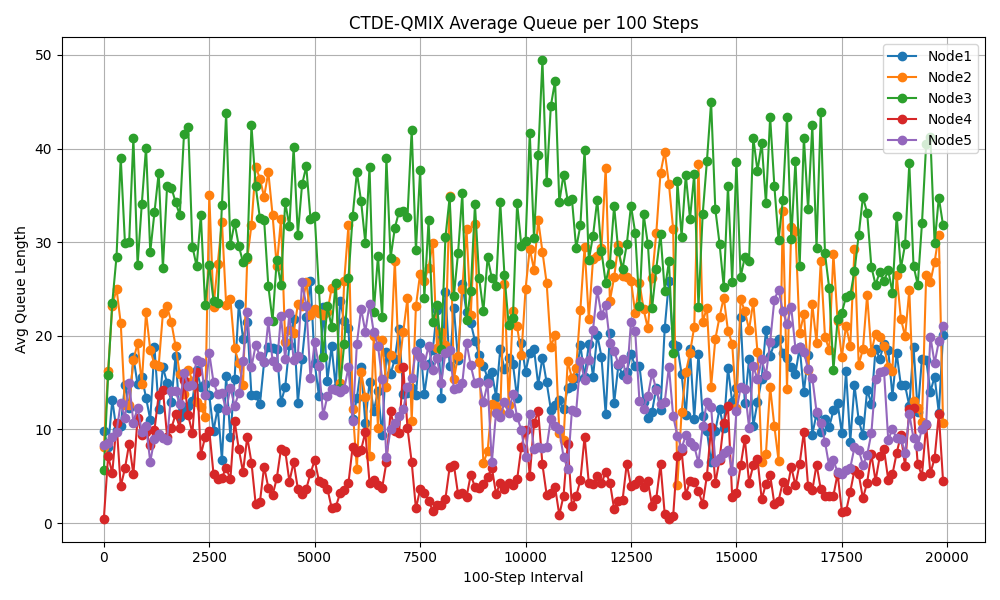 CTDE-QMIX Average Queue per 100 Steps
Avg Queue Length
50
40
30
20
10
0
0 2500 5000 7500 10000 12500 15000 17500 20000
100-Step Interval
Node1
Node2
Node3
Node4
Node5